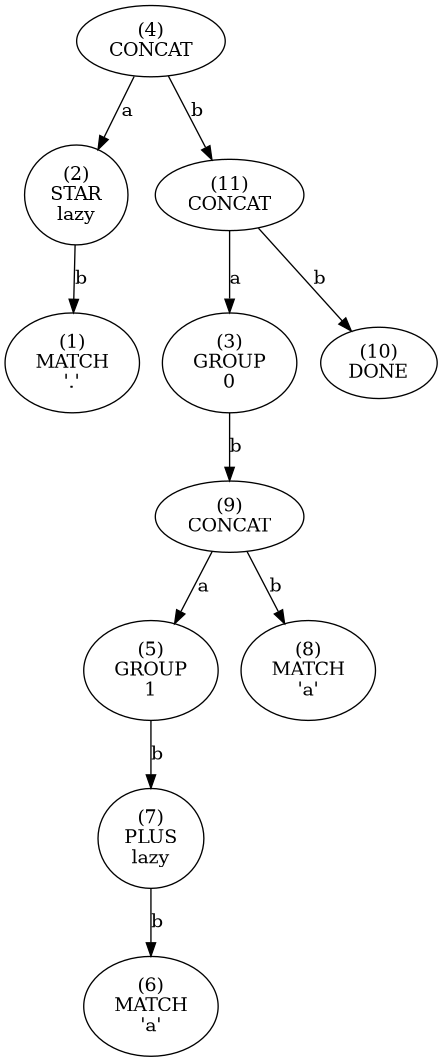 (4)
CONCAT
a
b
(2)
STAR
lazy
(11)
CONCAT
b
a
b
(1)
MATCH
'.'
(3)
GROUP
0
(10)
DONE
b
(9)
CONCAT
a
b
(5)
GROUP
1
(8)
MATCH
'a'
b
(7)
PLUS
lazy
b
(6)
MATCH
'a'